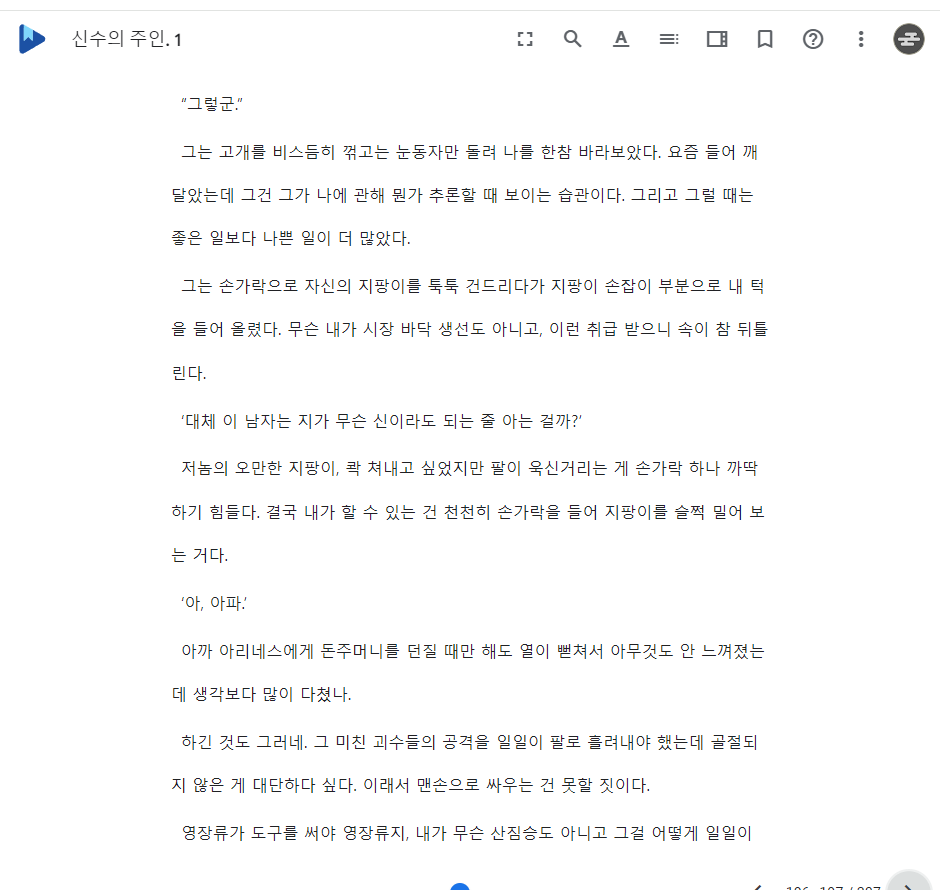 신수의 주인. 1
“그렇군.”
그는 고개를 비스듬히 꺾고는 눈동자만 돌려 나를 한참 바라보았다. 요즘 들어 깨
달았는데 그건 그가 나에 관해 뭔가 추론할 때 보이는 습관이다. 그리고 그럴 때는
좋은 일보다 나쁜 일이 더 많았다.
그는 손가락으로 자신의 지팡이를 툭툭 건드리다가 지팡이 손잡이 부분으로 내 턱
을 들어 올렸다. 무슨 내가 시장 바닥 생선도 아니고, 이런 취급 받으니 속이 참 뒤틀
린다.
‘대체 이 남자는 지가 무슨 신이라도 되는 줄 아는 걸까?’
저놈의 오만한 지팡이, 콱 쳐내고 싶었지만 팔이 욱신거리는 게 손가락 하나 까딱
하기 힘들다. 결국 내가 할 수 있는 건 천천히 손가락을 들어 지팡이를 슬쩍 밀어 보
는 거다.
‘아, 아파.’
아까 아리네스에게 돈주머니를 던질 때만 해도 열이 뻗쳐서 아무것도 안 느껴졌는
데 생각보다 많이 다쳤나.
하긴 것도 그러네. 그 미친 괴수들의 공격을 일일이 팔로 흘려내야 했는데 골절되
지 않은 게 대단하다 싶다. 이래서 맨손으로 싸우는 건 못할 짓이다.
영장류가 도구를 써야 영장류지, 내가 무슨 산짐승도 아니고 그걸 어떻게 일일이